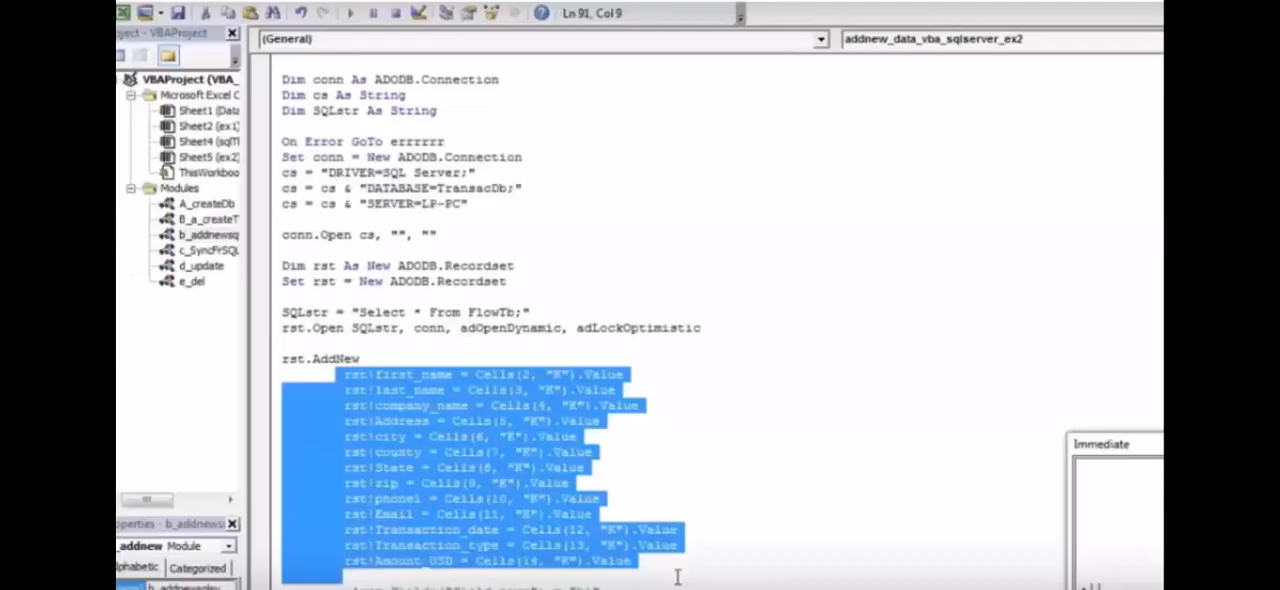 Ln 91, Col 9
oject - VBAProject
(General)
addnew_data_vba_sqlserver_ex2
VBAProject (VBA_
Microsoft Excel O
Sheet1 (Data
Sheet2 (ex1)
Sheet4 (sqlT
Sheet5 (ex2)
ThisWorkboo
Modules
A_createDb
B_a_createT
b_addnewsq
c_SyncFrSQL
d_update
e_del
operties - b_addnews
_addnew Module
lphabetic
Categorized
b_addnewsqlsv
Dim conn As ADODB.Connection
Dim cs As String
Dim SQLstr As String
On Error GoTo errrrrr
Set conn = New ADODB.Connection
cs = "DRIVER=SQL Server;"
cs = cs & "DATABASE=TransacDb;"
cs = cs & "SERVER=LP-PC"
conn.Open cs, "", ""
Dim rst As New ADODB.Recordset
Set rst = New ADODB.Recordset
SQLstr = "Select * From FlowTb;"
rst.Open SQLstr, conn, adOpenDynamic, adLockOptimistic
rst.AddNew
rst!first_name = Cells(2, "K").Value
rst!last_name = Cells(3, "K").Value
rst!company_name = Cells(4, "K").Value
rst!Address = Cells(5, "K").Value
rst!city = Cells(6, "K").Value
rst!county = Cells(7, "K").Value
rst!State = Cells(8, "K").Value
rst!zip = Cells(9, "K").Value
rst!phone1 = Cells(10, "K").Value
rst!Email = Cells(11, "K").Value
rst!Transaction_date = Cells(12, "K").Value
rst!Transaction_type = Cells(13, "K").Value
rst!Amount_USD = Cells(14, "K").Value
Immediate